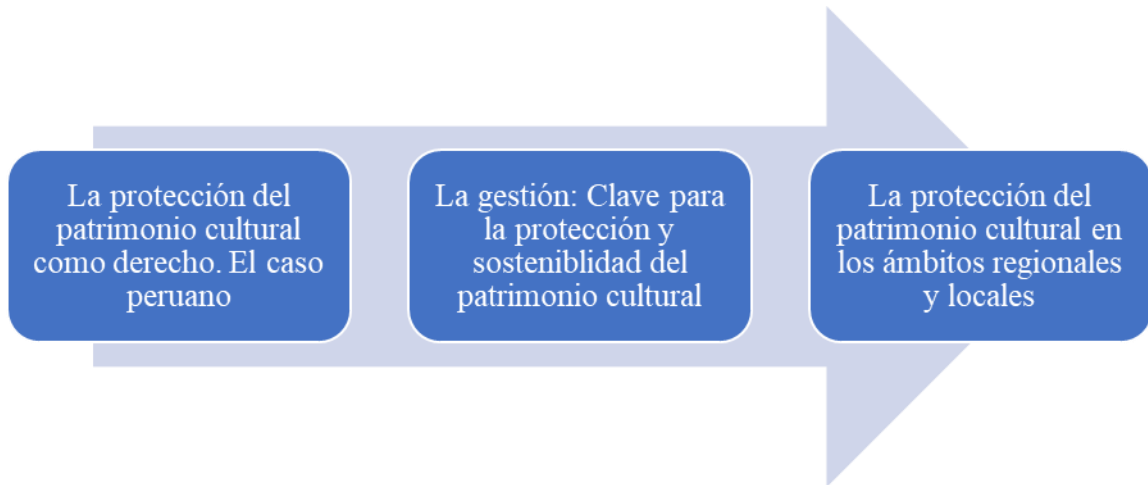 La protección del
patrimonio cultural
como derecho. El caso
peruano
La gestión: Clave para
la protección y
sosteniblidad del
patrimonio cultural
La protección del
patrimonio cultural en
los ámbitos regionales
y locales